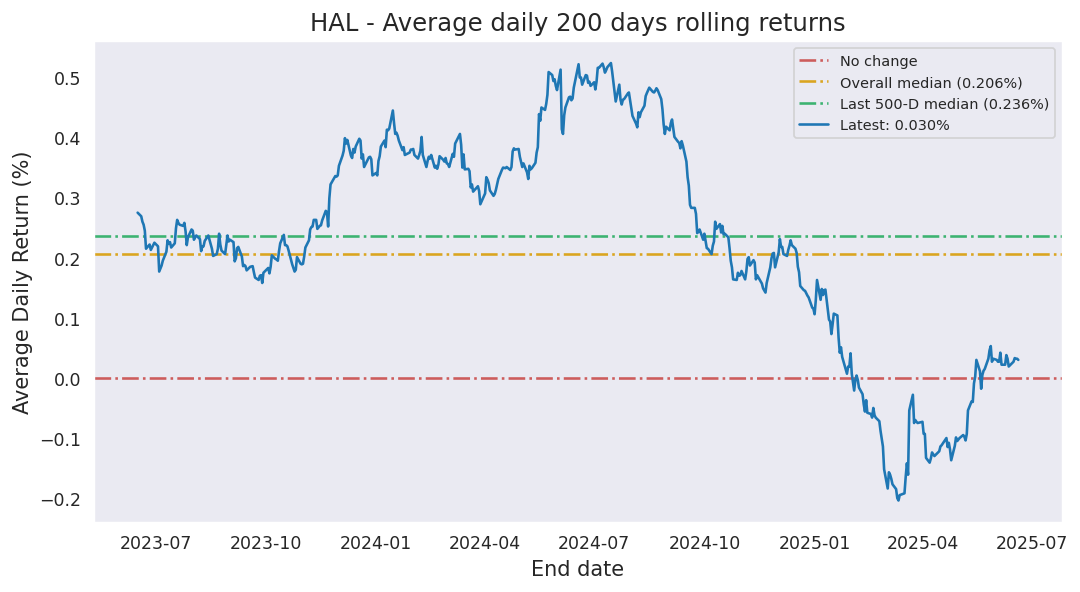 HAL - Average daily 200 days rolling returns
No change
Overall median (0.206%)
Last 500-D median (0.236%)
Latest: 0.030%
Average Daily Return (%)
0.5
0.4
0.3
0.2
0.1
0.0
−0.1
−0.2
2023-07 2023-10 2024-01 2024-04 2024-07 2024-10 2025-01 2025-04 2025-07
End date